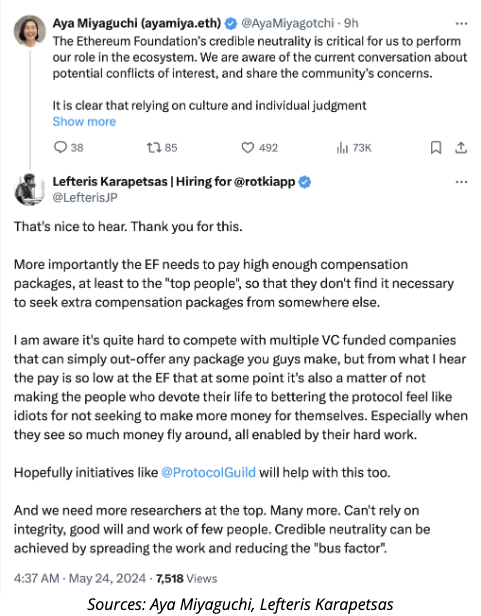 Aya Miyaguchi (ayamiya.eth) @AyaMiyagotchi · 9h
The Ethereum Foundation's credible neutrality is critical for us to perform
our role in the ecosystem. We are aware of the current conversation about
potential conflicts of interest, and share the community's concerns.
It is clear that relying on culture and individual judgment
Show more
38 85 492 73K
Lefteris Karapetsas | Hiring for @rotkiapp
@LefterisJP
That's nice to hear. Thank you for this.
More importantly the EF needs to pay high enough compensation
packages, at least to the "top people", so that they don't find it necessary
to seek extra compensation packages from somewhere else.
I am aware it's quite hard to compete with multiple VC funded companies
that can simply out-offer any package you guys make, but from what I hear
the pay is so low at the EF that at some point it's also a matter of not
making the people who devote their life to bettering the protocol feel like
idiots for not seeking to make more money for themselves. Especially when
they see so much money fly around, all enabled by their hard work.
Hopefully initiatives like @ProtocolGuild will help with this too.
And we need more researchers at the top. Many more. Can't rely on
integrity, good will and work of few people. Credible neutrality can be
achieved by spreading the work and reducing the "bus factor".
4:37 AM · May 24, 2024 · 7,518 Views
Sources: Aya Miyaguchi, Lefteris Karapetsas